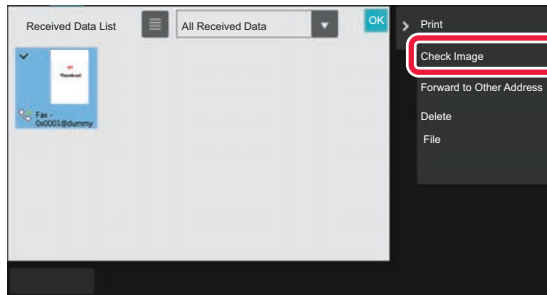 Received Data List
All Received Data
OK
Thumbnail
Fax -
0x0001@dummy
Print
Check Image
Forward to Other Address
Delete
File